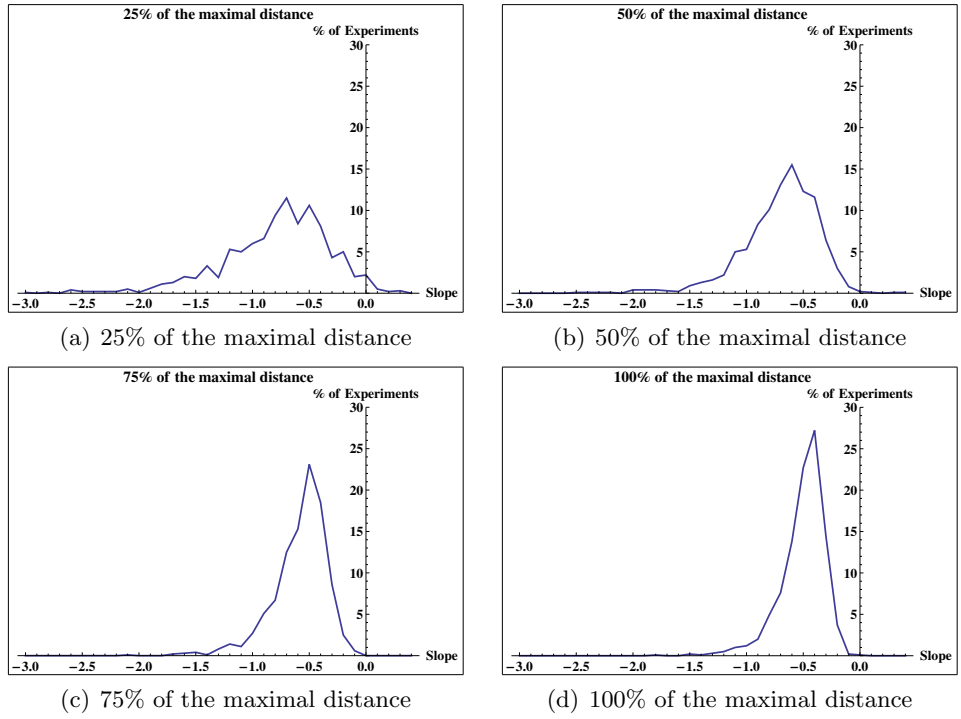 25% of the maximal distance
% of Experiments
30
25
20
15
10
5
−3.0 −2.5 −2.0 −1.5 −1.0 −0.5 0.0 Slope
(a) 25% of the maximal distance
50% of the maximal distance
% of Experiments
30
25
20
15
10
5
−3.0 −2.5 −2.0 −1.5 −1.0 −0.5 0.0 Slope
(b) 50% of the maximal distance
75% of the maximal distance
% of Experiments
30
25
20
15
10
5
−3.0 −2.5 −2.0 −1.5 −1.0 −0.5 0.0 Slope
(c) 75% of the maximal distance
100% of the maximal distance
% of Experiments
30
25
20
15
10
5
−3.0 −2.5 −2.0 −1.5 −1.0 −0.5 0.0 Slope
(d) 100% of the maximal distance